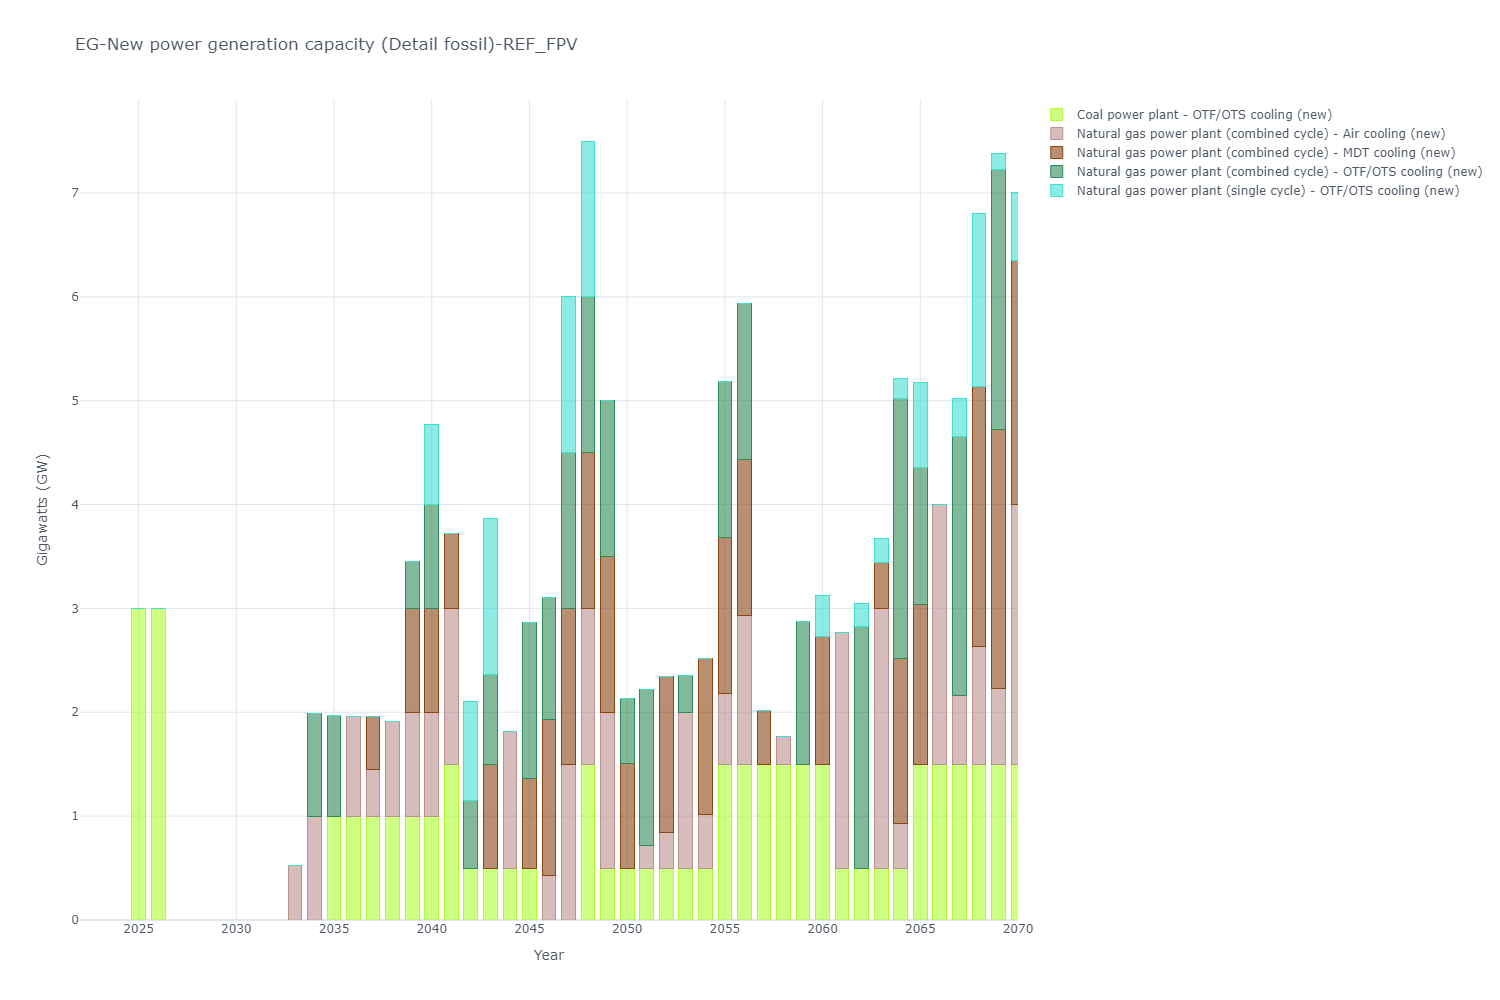 EG-New power generation capacity (Detail fossil)-REF_FPV
Coal power plant - OTF/OTS cooling (new)
Natural gas power plant (combined cycle) - Air cooling (new)
Natural gas power plant (combined cycle) - MDT cooling (new)
Natural gas power plant (combined cycle) - OTF/OTS cooling (new)
Natural gas power plant (single cycle) - OTF/OTS cooling (new)
7
6
5
4
3
2
1
0
Gigawatts (GW)
2025 2030 2035 2040 2045 2050 2055 2060 2065 2070
Year